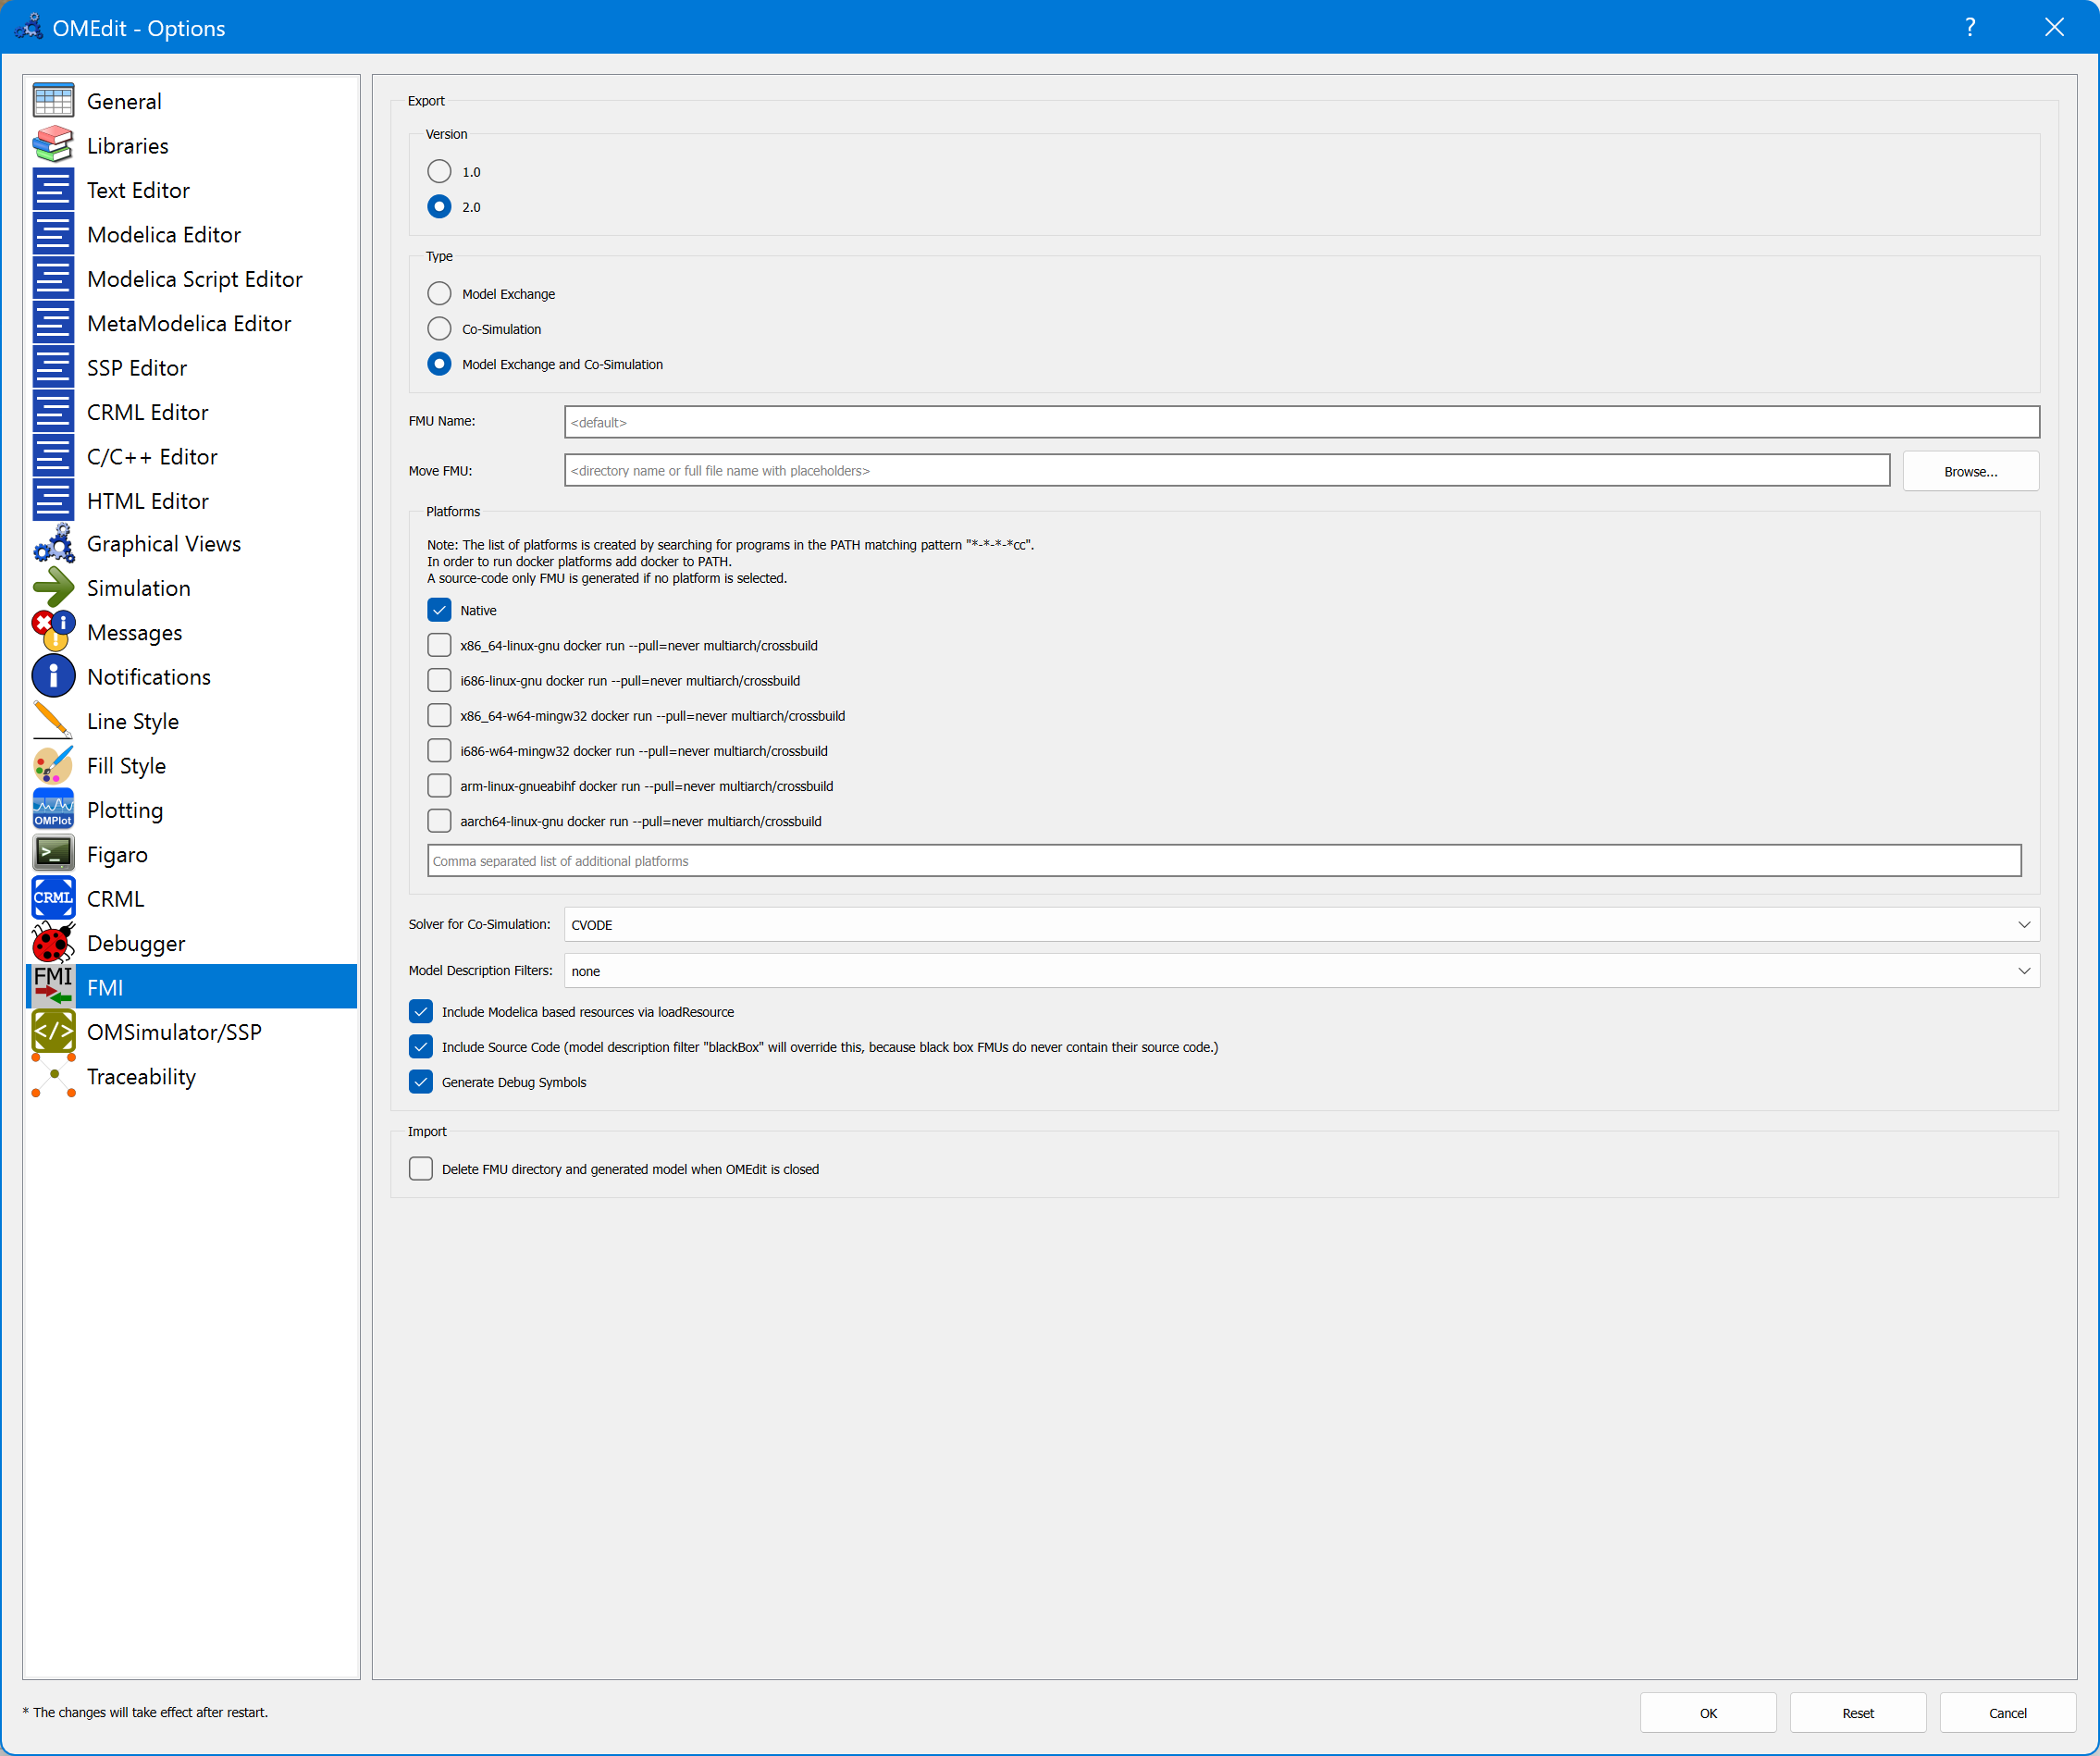 OMEdit - Options
?
General
Libraries
Text Editor
Modelica Editor
Modelica Script Editor
MetaModelica Editor
SSP Editor
CRML Editor
C/C++ Editor
HTML Editor
Graphical Views
Simulation
Messages
Notifications
Line Style
Fill Style
OMPlot
Plotting
Figaro
CRML
CRML
Debugger
FMI
FMI
OMSimulator/SSP
Traceability
Export
Version
1.0
2.0
Type
Model Exchange
Co-Simulation
Model Exchange and Co-Simulation
FMU Name:
<default>
Move FMU:
<directory name or full file name with placeholders>
Browse...
Platforms
Note: The list of platforms is created by searching for programs in the PATH matching pattern "*-*-*-*cc".
In order to run docker platforms add docker to PATH.
A source-code only FMU is generated if no platform is selected.
Native
x86_64-linux-gnu docker run --pull=never multiarch/crossbuild
i686-linux-gnu docker run --pull=never multiarch/crossbuild
x86_64-w64-mingw32 docker run --pull=never multiarch/crossbuild
i686-w64-mingw32 docker run --pull=never multiarch/crossbuild
arm-linux-gnueabihf docker run --pull=never multiarch/crossbuild
aarch64-linux-gnu docker run --pull=never multiarch/crossbuild
Comma separated list of additional platforms
Solver for Co-Simulation:
CVODE
Model Description Filters:
none
Include Modelica based resources via loadResource
Include Source Code (model description filter "blackBox" will override this, because black box FMUs do never contain their source code.)
Generate Debug Symbols
Import
Delete FMU directory and generated model when OMEdit is closed
* The changes will take effect after restart.
OK
Reset
Cancel